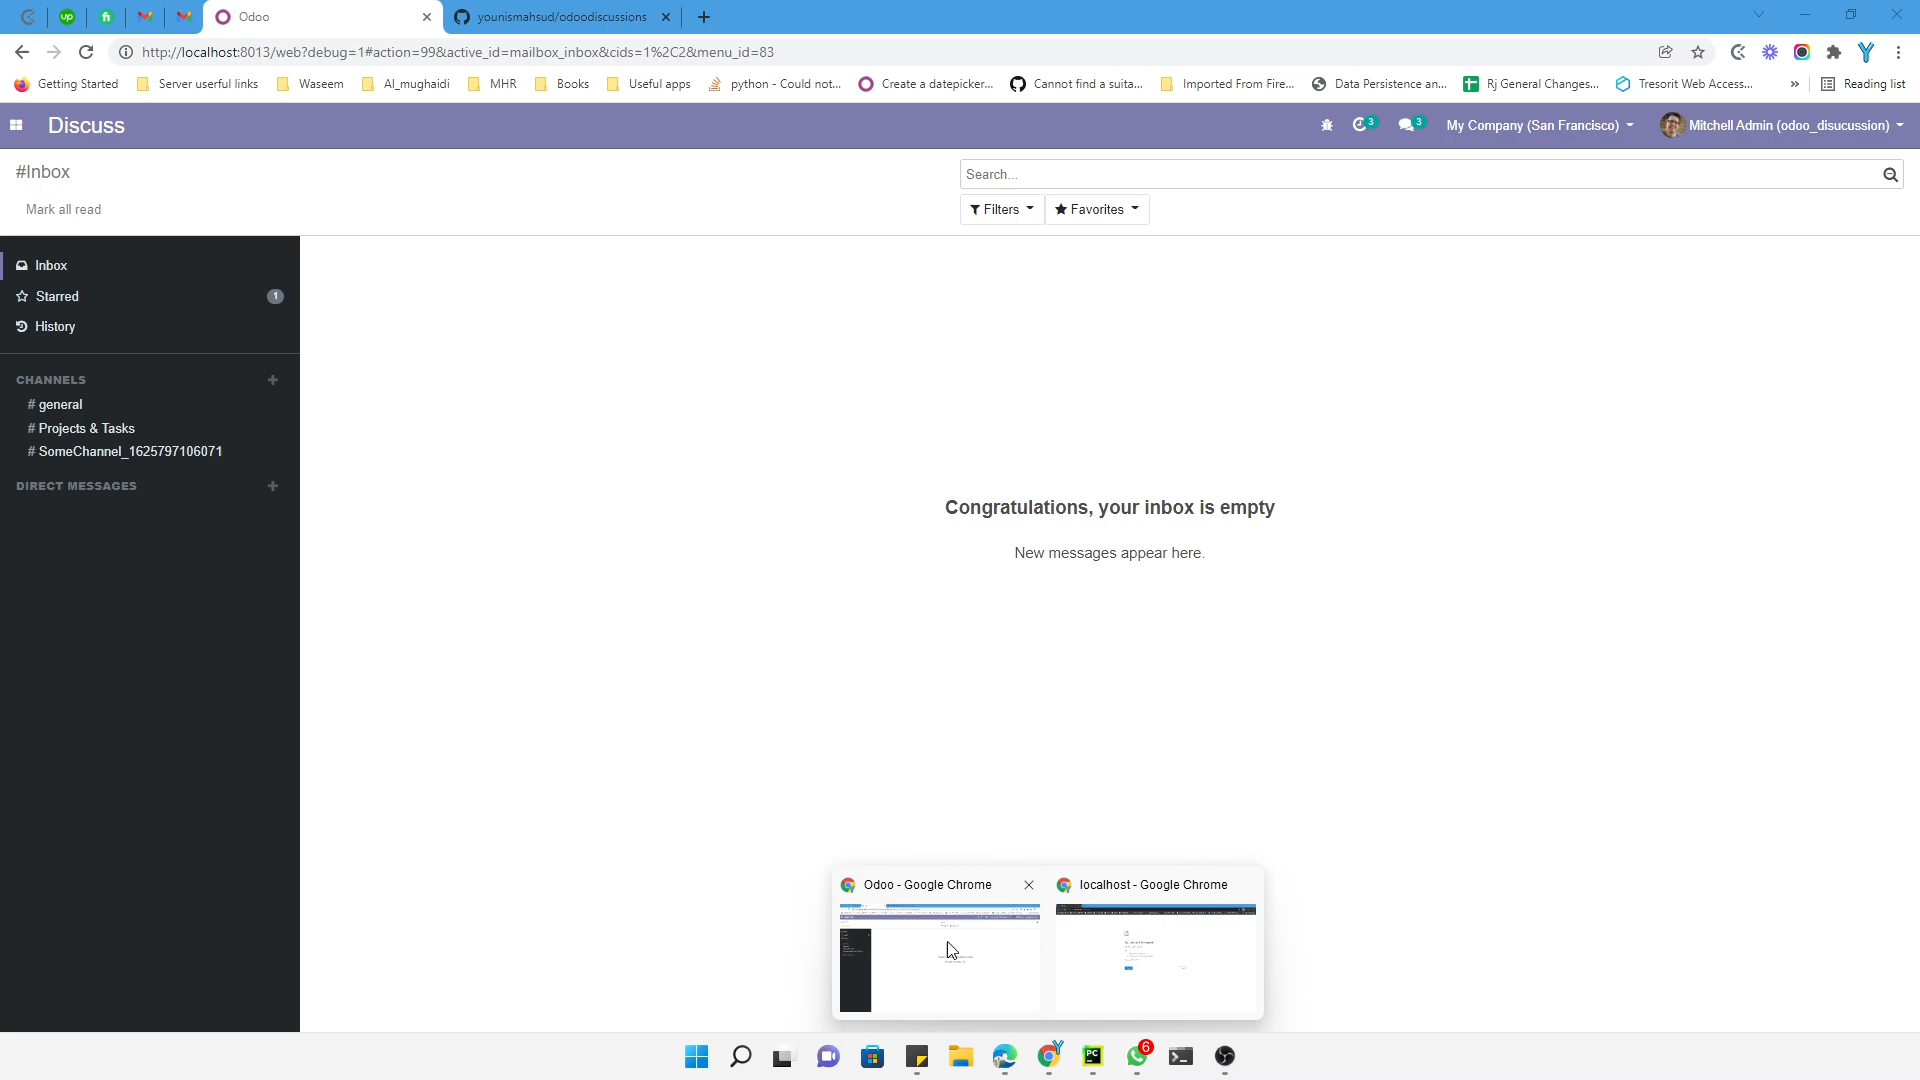 Odoo
younismahsud/odoodiscussions
http://localhost:8013/web?debug=1#action=99&active_id=mailbox_inbox&cids=1%2C2&menu_id=83
Getting Started Server userful links Waseem Al_mughaidi MHR Books Useful apps python - Could not... Create a datepicker... Cannot find a suita... Imported From Fire... Data Persistence an... Rj General Changes... Tresorit Web Access... » Reading list
Discuss 3 3 My Company (San Francisco) Mitchell Admin (odoo_disucussion)
#Inbox
Search...
Mark all read
Filters Favorites
Inbox
Starred 1
History
CHANNELS +
# general
# Projects & Tasks
# SomeChannel_1625797106071
DIRECT MESSAGES +
Congratulations, your inbox is empty
New messages appear here.
Odoo - Google Chrome localhost - Google Chrome
PC 6